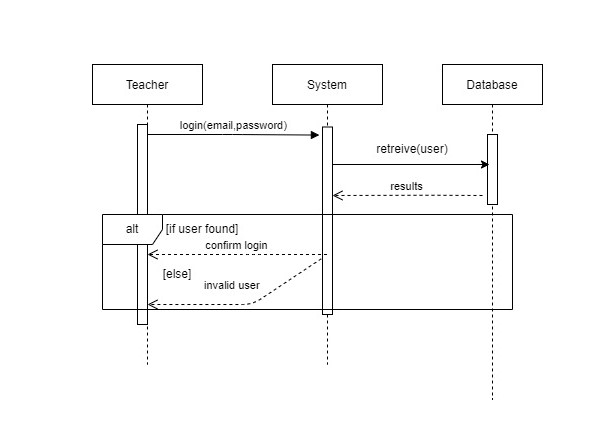 Teacher
System
Database
login(email,password)
retreive(user)
results
alt
[if user found]
confirm login
[else]
invalid user